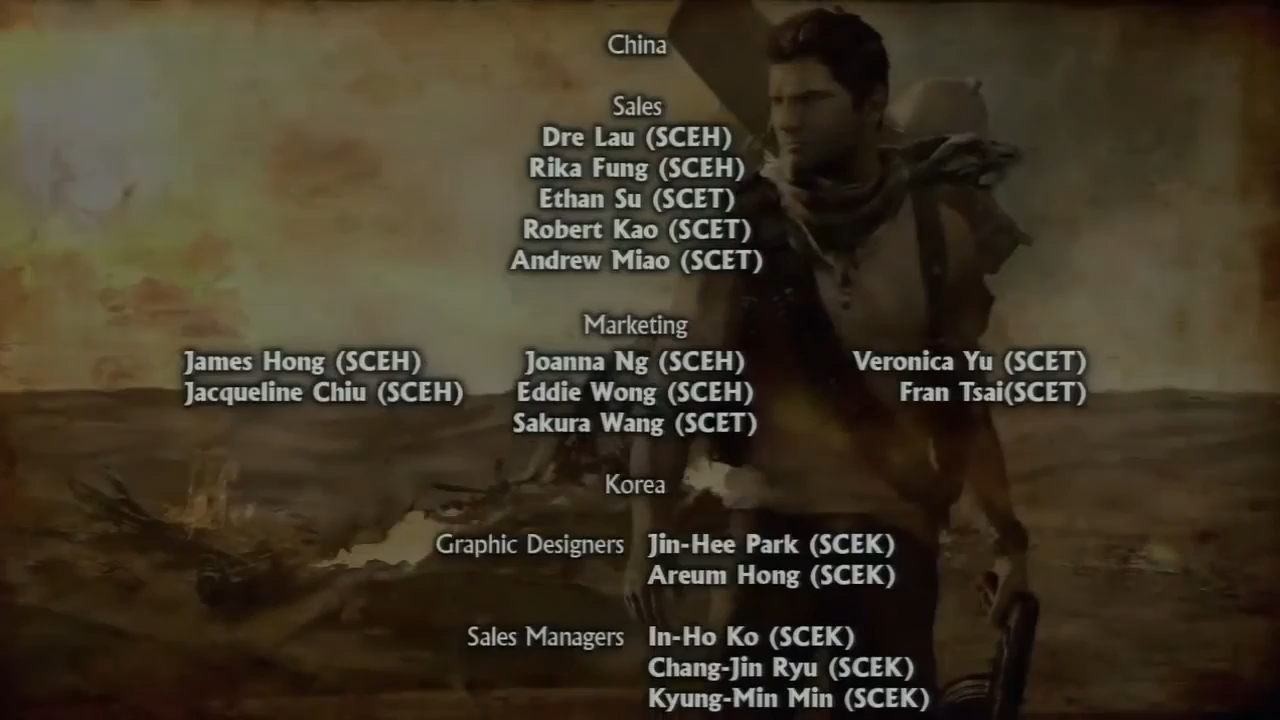 China
Sales
Dre Lau (SCEH)
Rika Fung (SCEH)
Ethan Su (SCET)
Robert Kao (SCET)
Andrew Miao (SCET)
Marketing
James Hong (SCEH) Joanna Ng (SCEH) Veronica Yu (SCET)
Jacqueline Chiu (SCEH) Eddie Wong (SCEH) Fran Tsai(SCET)
Sakura Wang (SCET)
Korea
Graphic Designers Jin-Hee Park (SCEK)
Areum Hong (SCEK)
Sales Managers In-Ho Ko (SCEK)
Chang-Jin Ryu (SCEK)
Kyung-Min Min (SCEK)